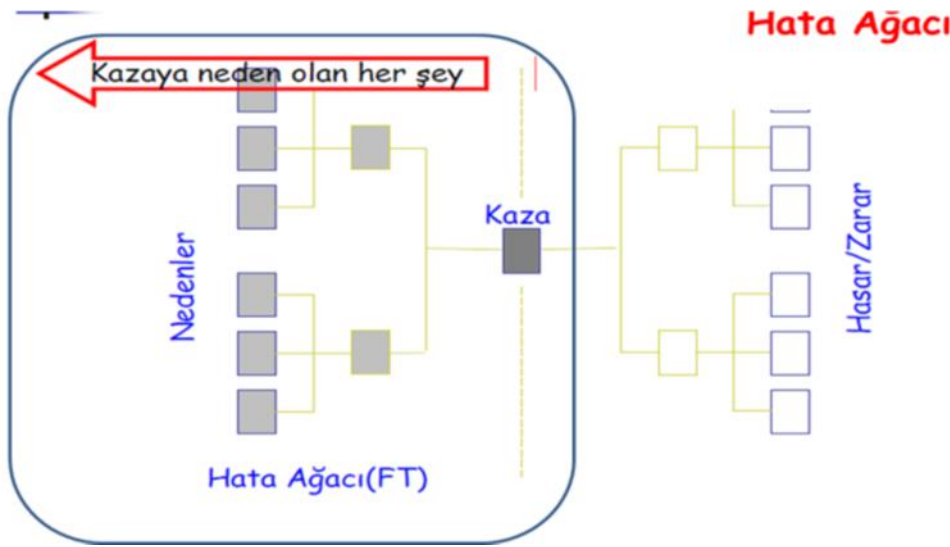 Hata Ağacı
Kazaya neden olan her şey
Kaza
Nedenler
Hasar/Zarar
Hata Ağacı(FT)